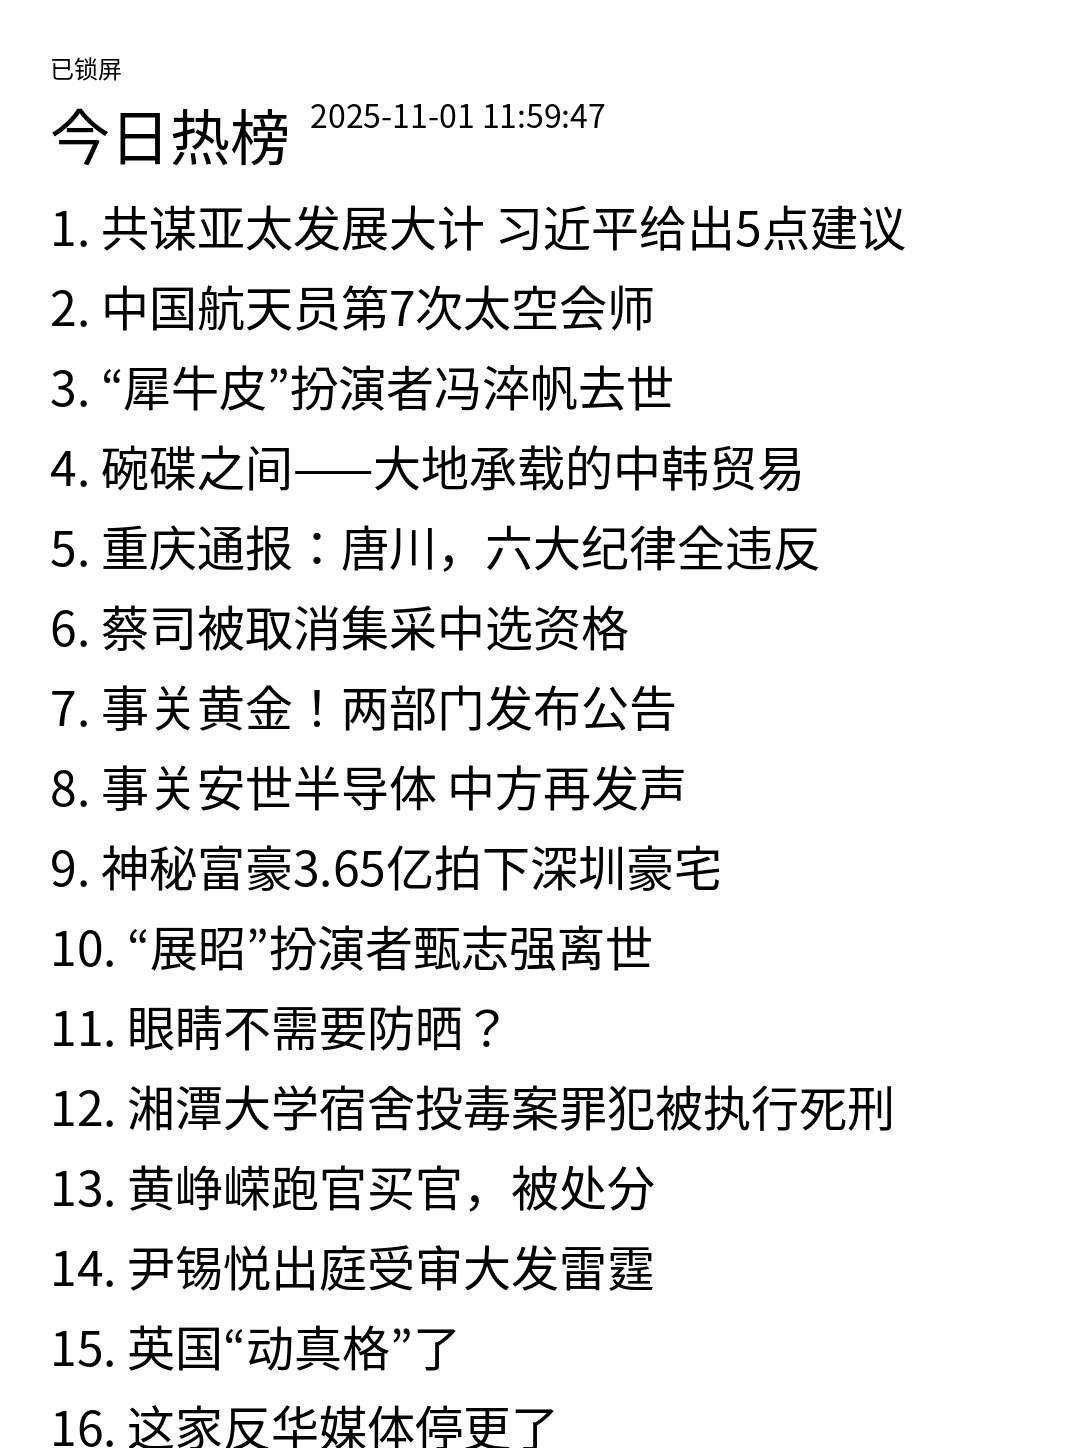 已锁屏
今日热榜 2025-11-01 11:59:47
1. 共谋亚太发展大计 习近平给出5点建议
2. 中国航天员第7次太空会师
3. “犀牛皮”扮演者冯淬帆去世
4. 碗碟之间——大地承载的中韩贸易
5. 重庆通报：唐川，六大纪律全违反
6. 蔡司被取消集采中选资格
7. 事关黄金！两部门发布公告
8. 事关安世半导体 中方再发声
9. 神秘富豪3.65亿拍下深圳豪宅
10. “展昭”扮演者甄志强离世
11. 眼睛不需要防晒？
12. 湘潭大学宿舍投毒案罪犯被执行死刑
13. 黄峥嵘跑官买官，被处分
14. 尹锡悦出庭受审大发雷霆
15. 英国“动真格”了
16. 这家反华媒体停更了